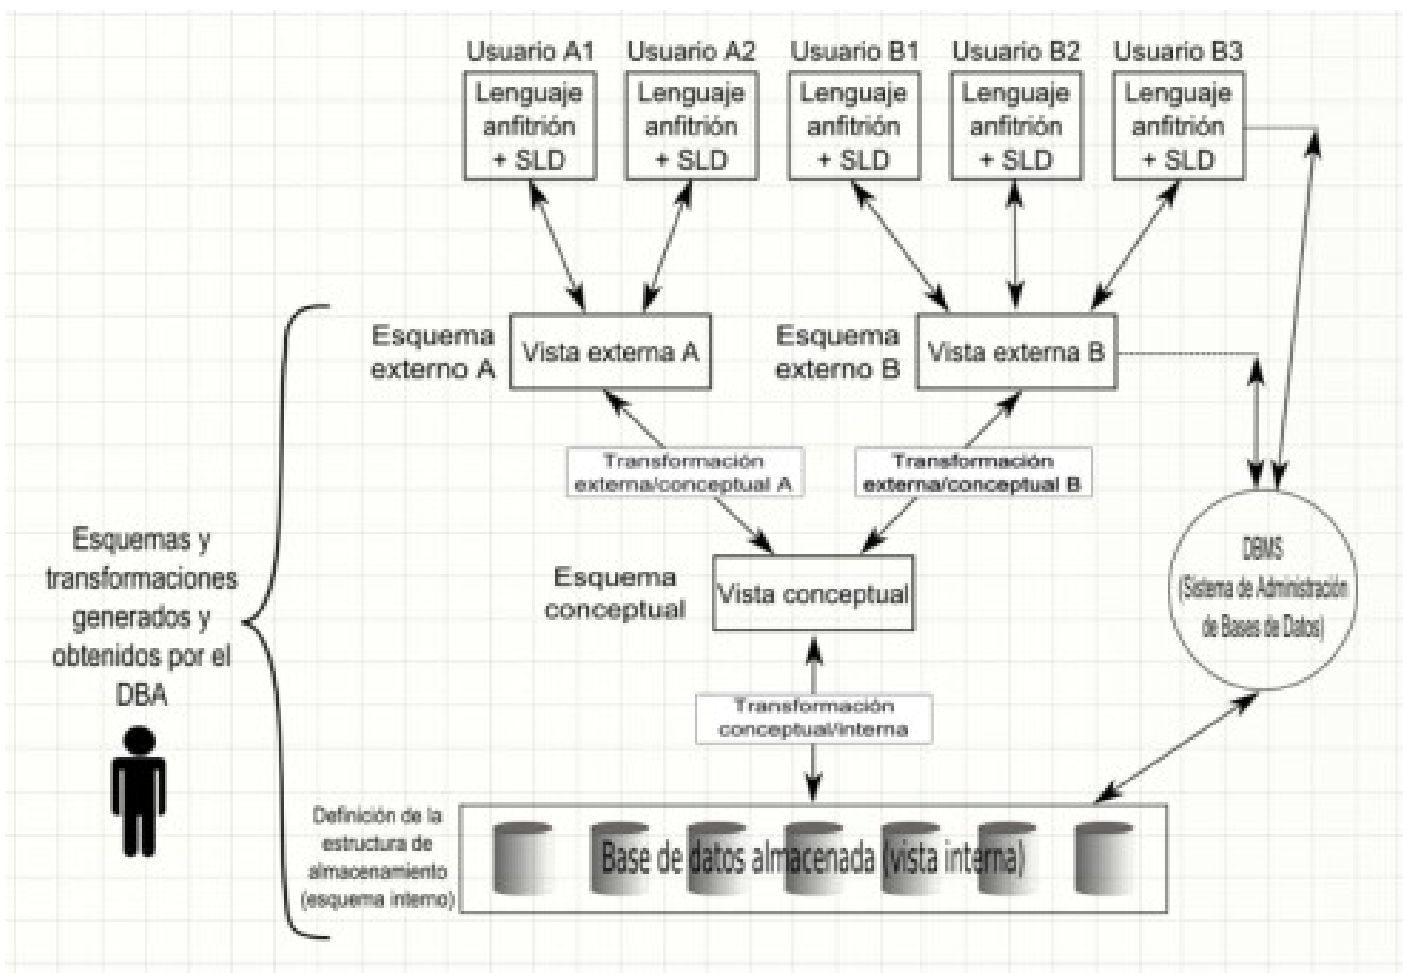 Usuario A1
Usuario A2
Usuario B1
Usuario B2
Usuario B3
Lenguaje
anfitrión
+ SLD
Lenguaje
anfitrión
+ SLD
Lenguaje
anfitrión
+ SLD
Lenguaje
anfitrión
+ SLD
Lenguaje
anfitrión
+ SLD
Esquema
externo A
Vista externa A
Esquema
externo B
Vista externa B
Transformación
externa/conceptual A
Transformación
externa/conceptual B
Esquemas y
transformaciones
generados y
obtenidos por el
DBA
Esquema
conceptual
Vista conceptual
DBMS
(Sistema de Administración
de Bases de Datos)
Transformación
conceptual/interna
Definición de la
estructura de
almacenamiento
(esquema interno)
Base de datos almacenada (vista interna)